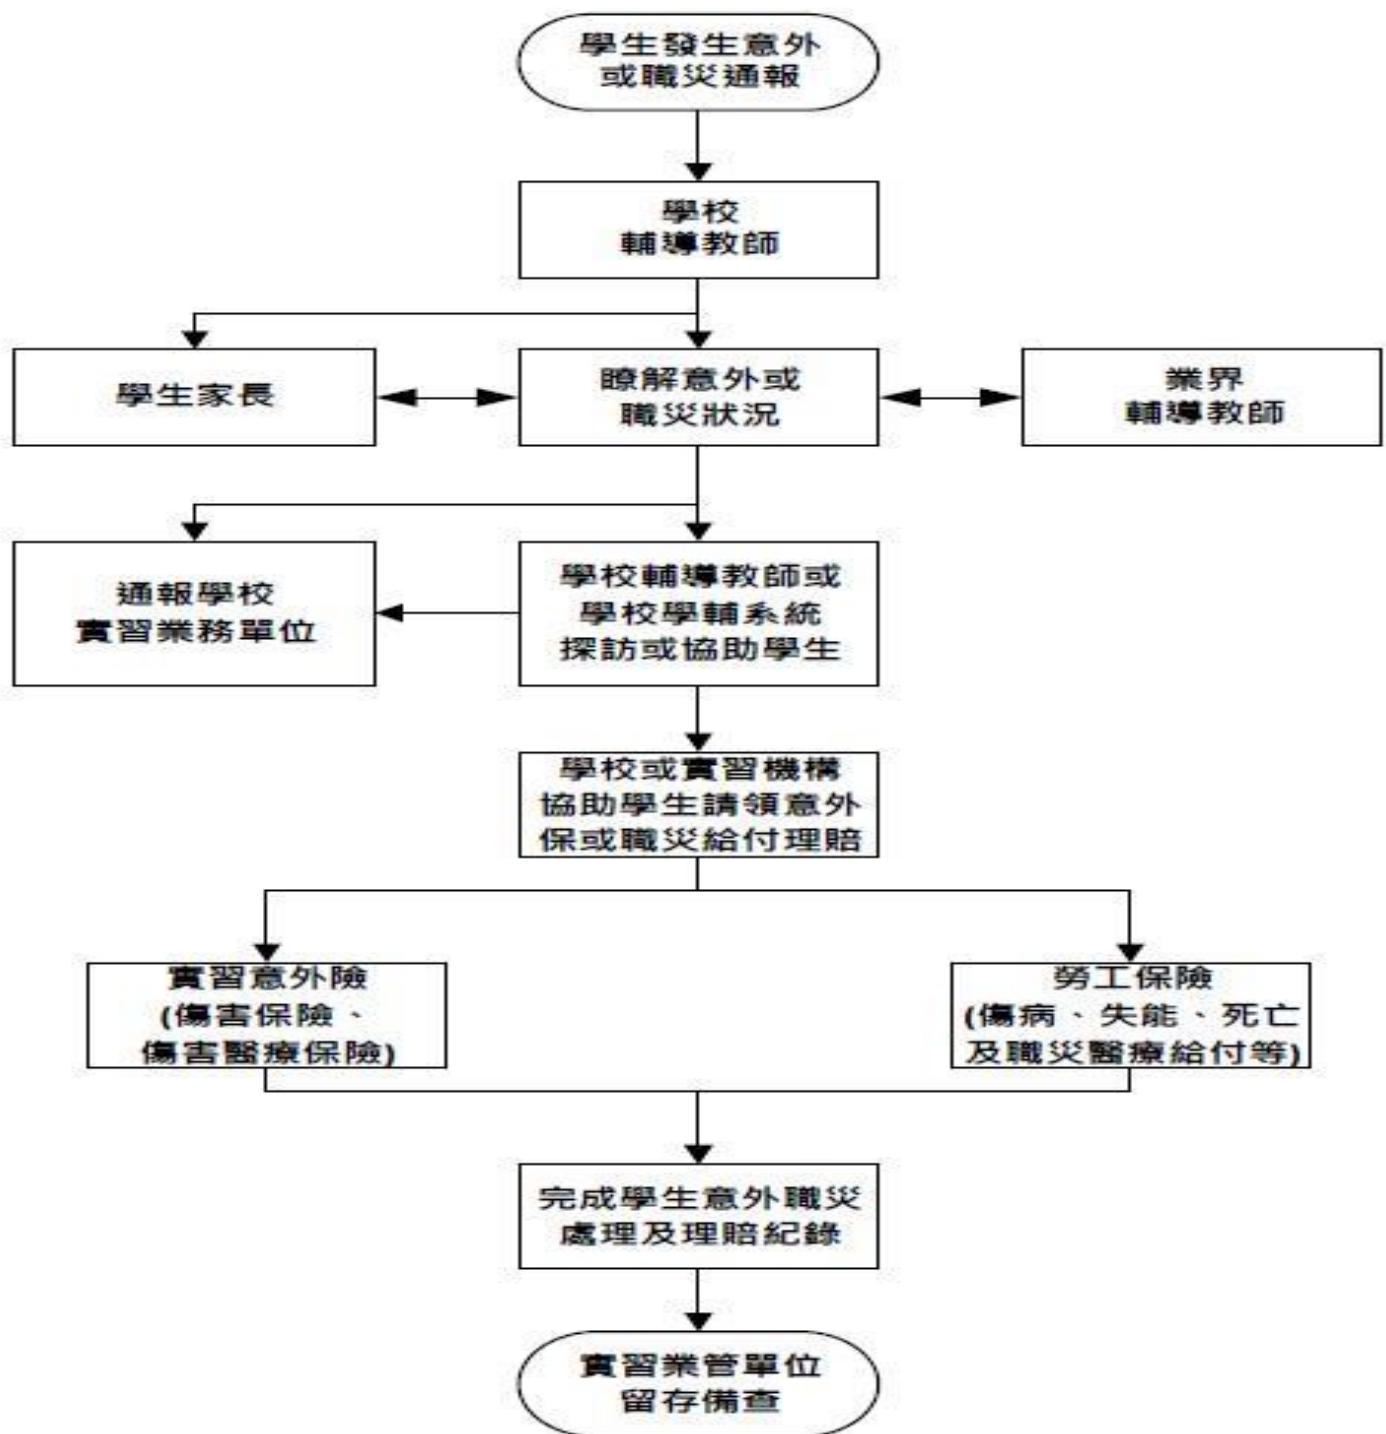 學生發生意外
或職災通報
學校
輔導教師
學生家長
瞭解意外或
職災狀況
業界
輔導教師
通報學校
實習業務單位
學校輔導教師或
學校學輔系統
探訪或協助學生
學校或實習機構
協助學生請領意外
保或職災給付理賠
實習意外險
(傷害保險、
傷害醫療保險)
勞工保險
(傷病、失能、死亡
及職災醫療給付等)
完成學生意外職災
處理及理賠紀錄
實習業管單位
留存備查